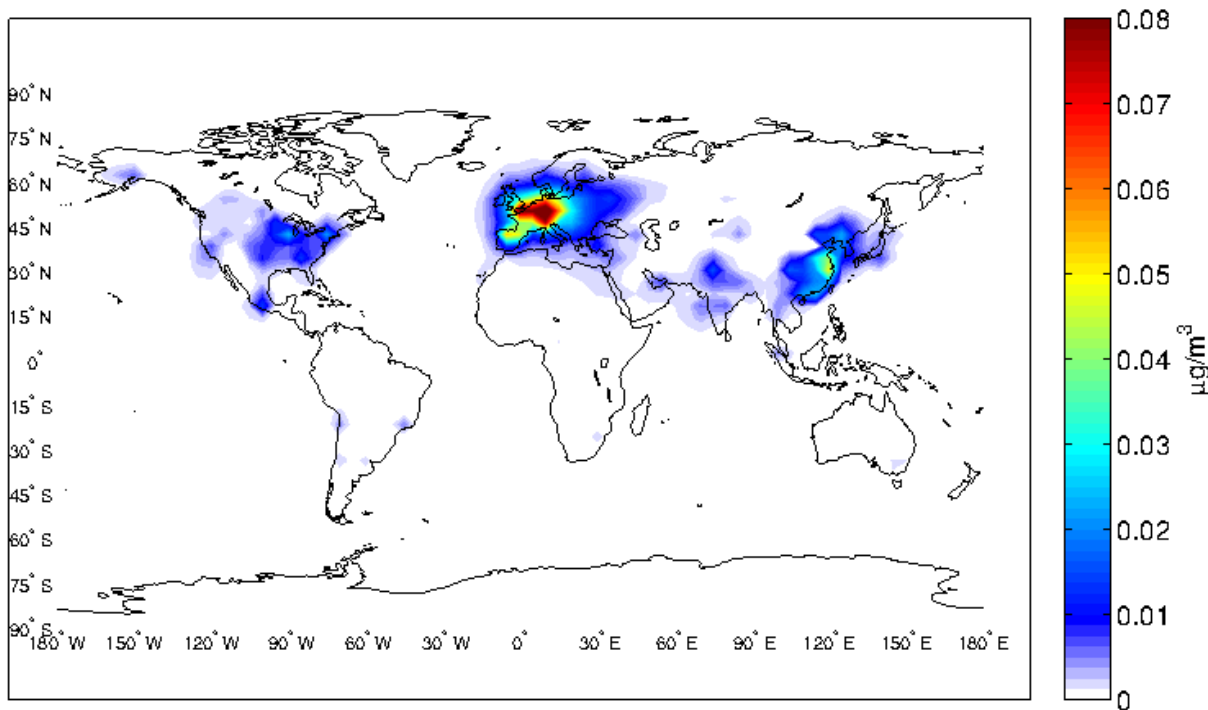 90° N
75° N
60° N
45° N
30° N
15° N
0°
15° S
30° S
45° S
60° S
75° S
90° S
180° W 150° W 120° W 90° W 60° W 30° W 0° 30° E 60° E 90° E 120° E 150° E 180° E
0.08
0.07
0.06
0.05
0.04
0.03
0.02
0.01
0
μg/m³